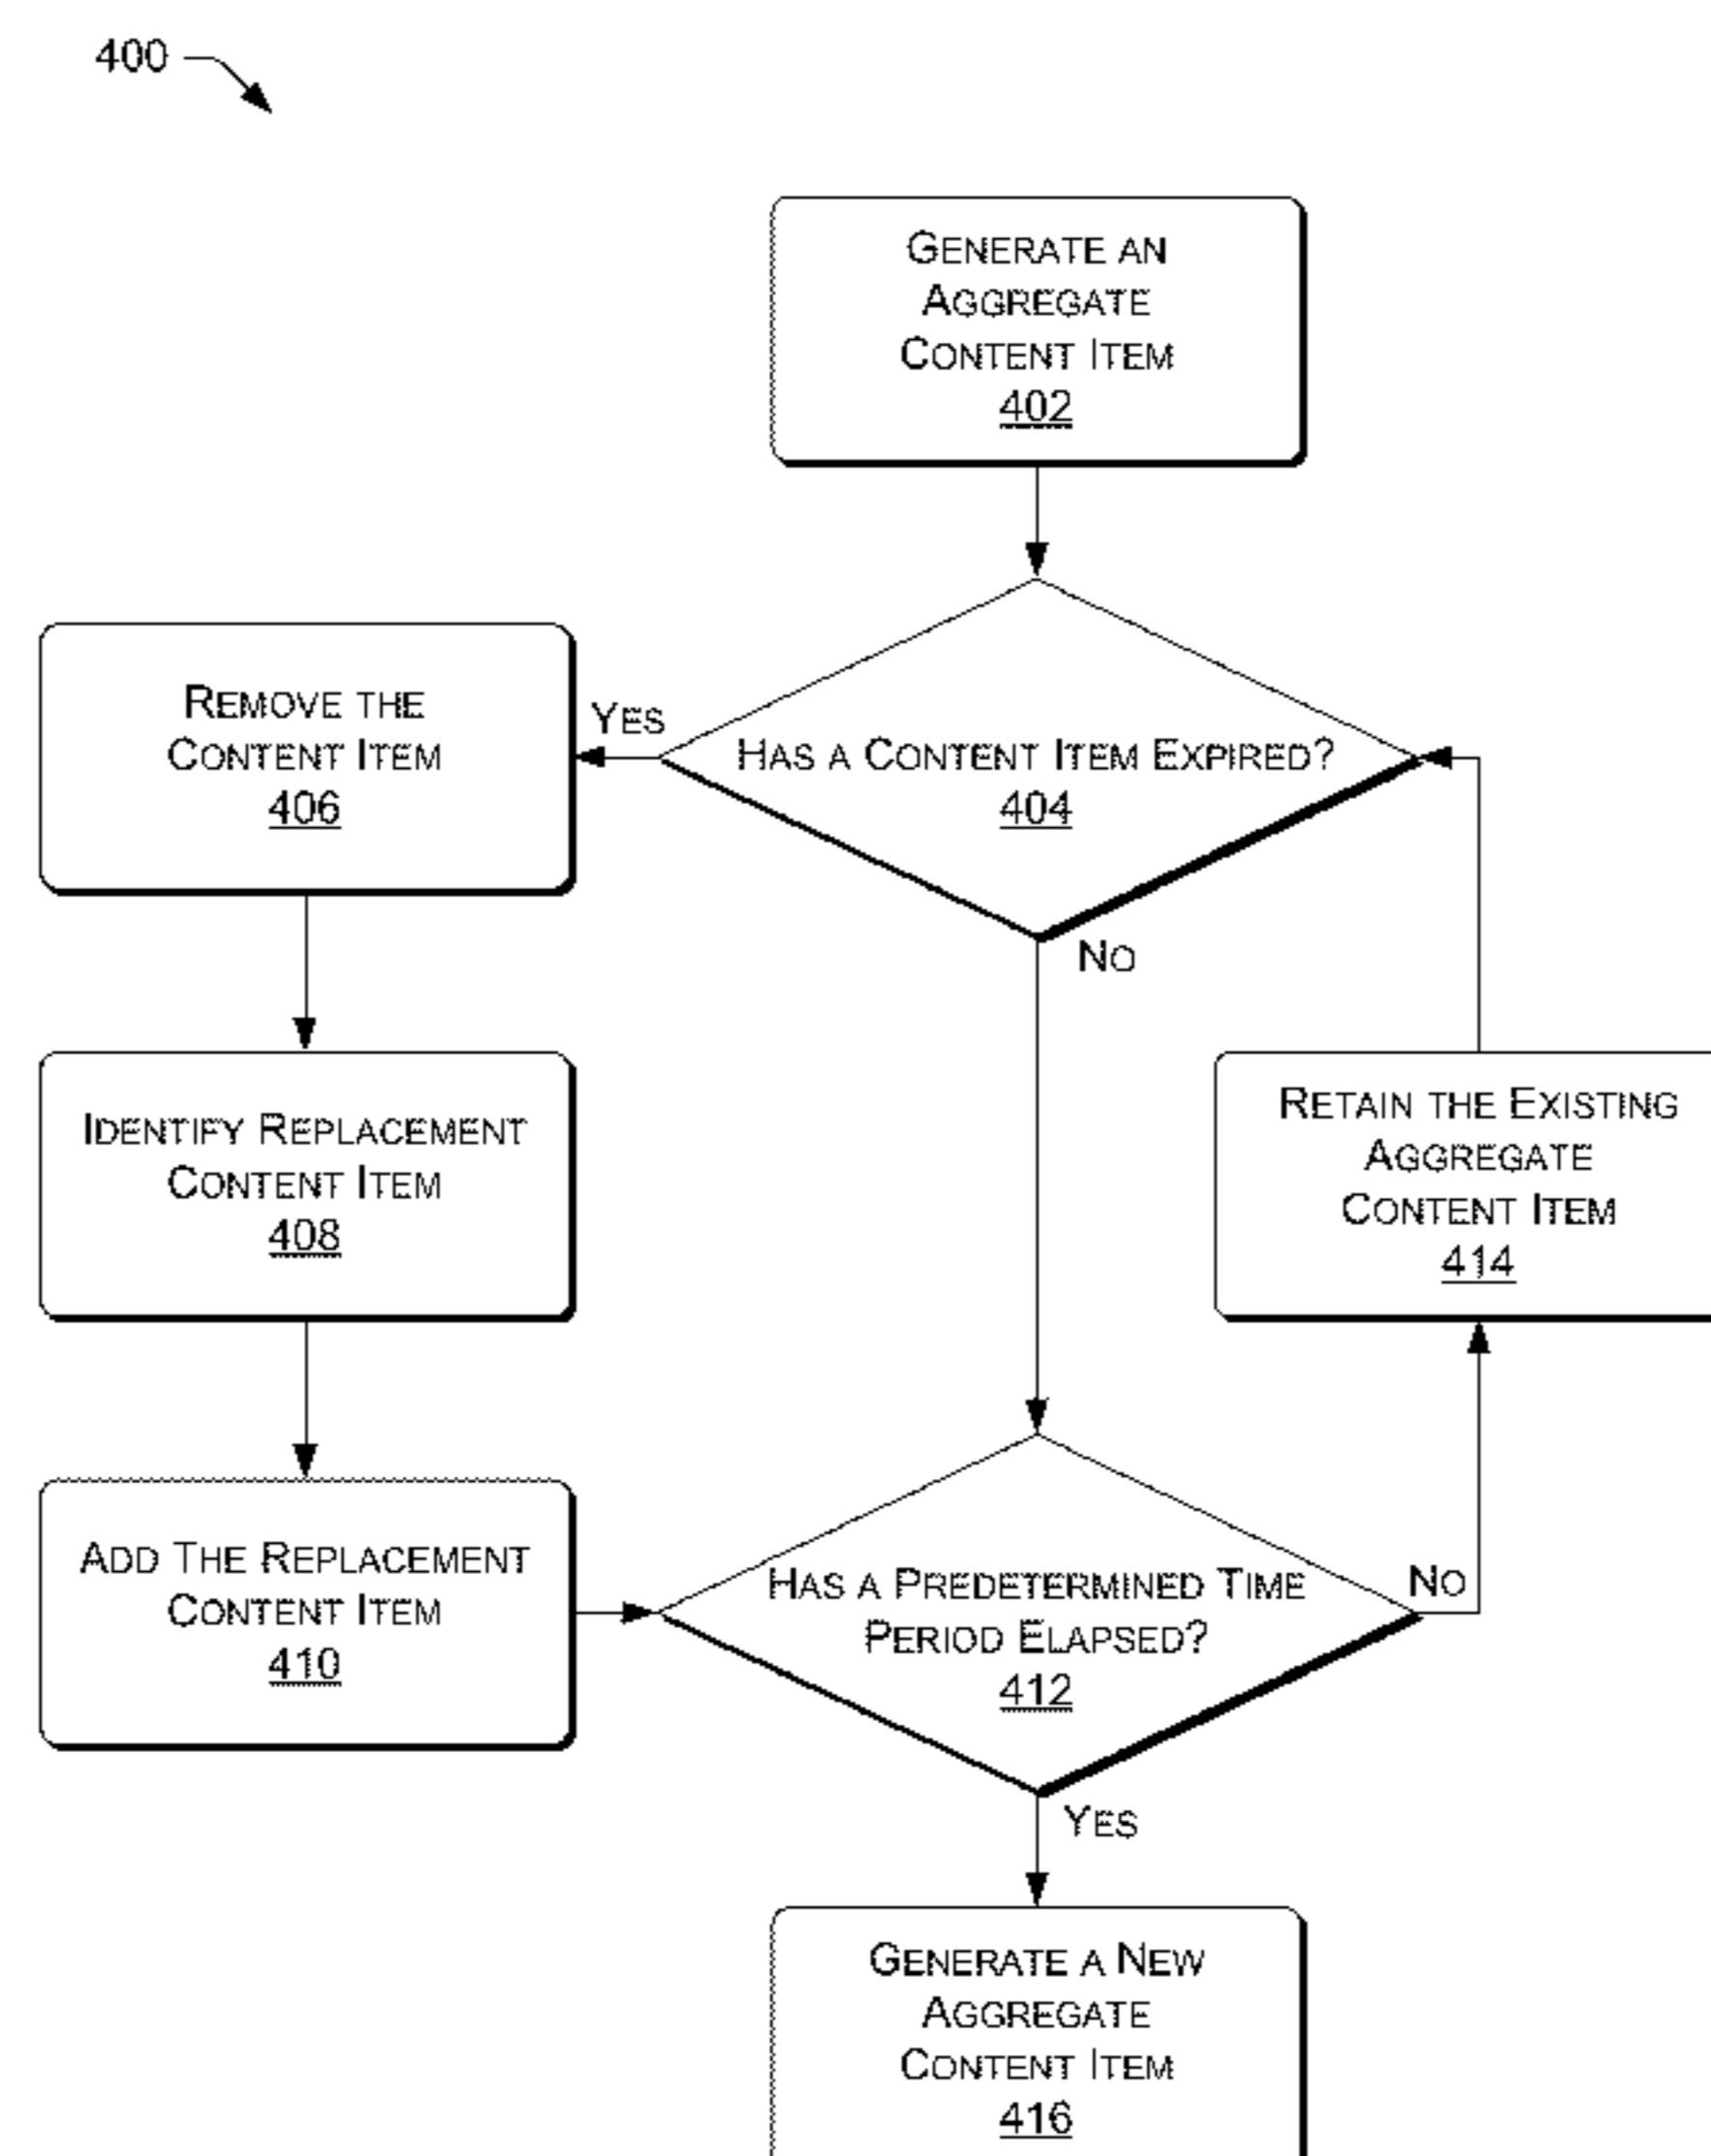 400
GENERATE AN
AGGREGATE
CONTENT ITEM
402
REMOVE THE
CONTENT ITEM
406
YES
HAS A CONTENT ITEM EXPIRED?
404
NO
IDENTIFY REPLACEMENT
CONTENT ITEM
408
RETAIN THE EXISTING
AGGREGATE
CONTENT ITEM
414
ADD THE REPLACEMENT
CONTENT ITEM
410
HAS A PREDETERMINED TIME
PERIOD ELAPSED?
412
NO
YES
GENERATE A NEW
AGGREGATE
CONTENT ITEM
416